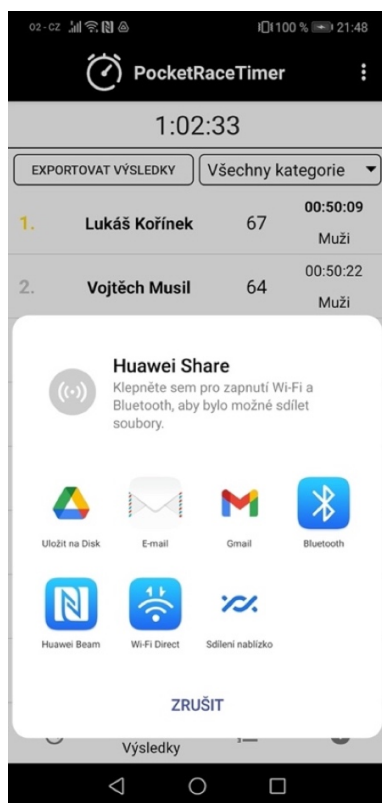 02-CZ 100 % 21:48
PocketRaceTimer
1:02:33
EXPORTOVAT VÝSLEDKY Všechny kategorie
1. Lukáš Kořínek 67 00:50:09
Muži
2. Vojtěch Musil 64 00:50:22
Muži
Huawei Share
Klepněte sem pro zapnutí Wi-Fi a
Bluetooth, aby bylo možné sdílet
soubory.
Uložit na Disk E-mail Gmail Bluetooth
Huawei Beam Wi-Fi Direct Sdílení nablízko
ZRUŠIT
Výsledky